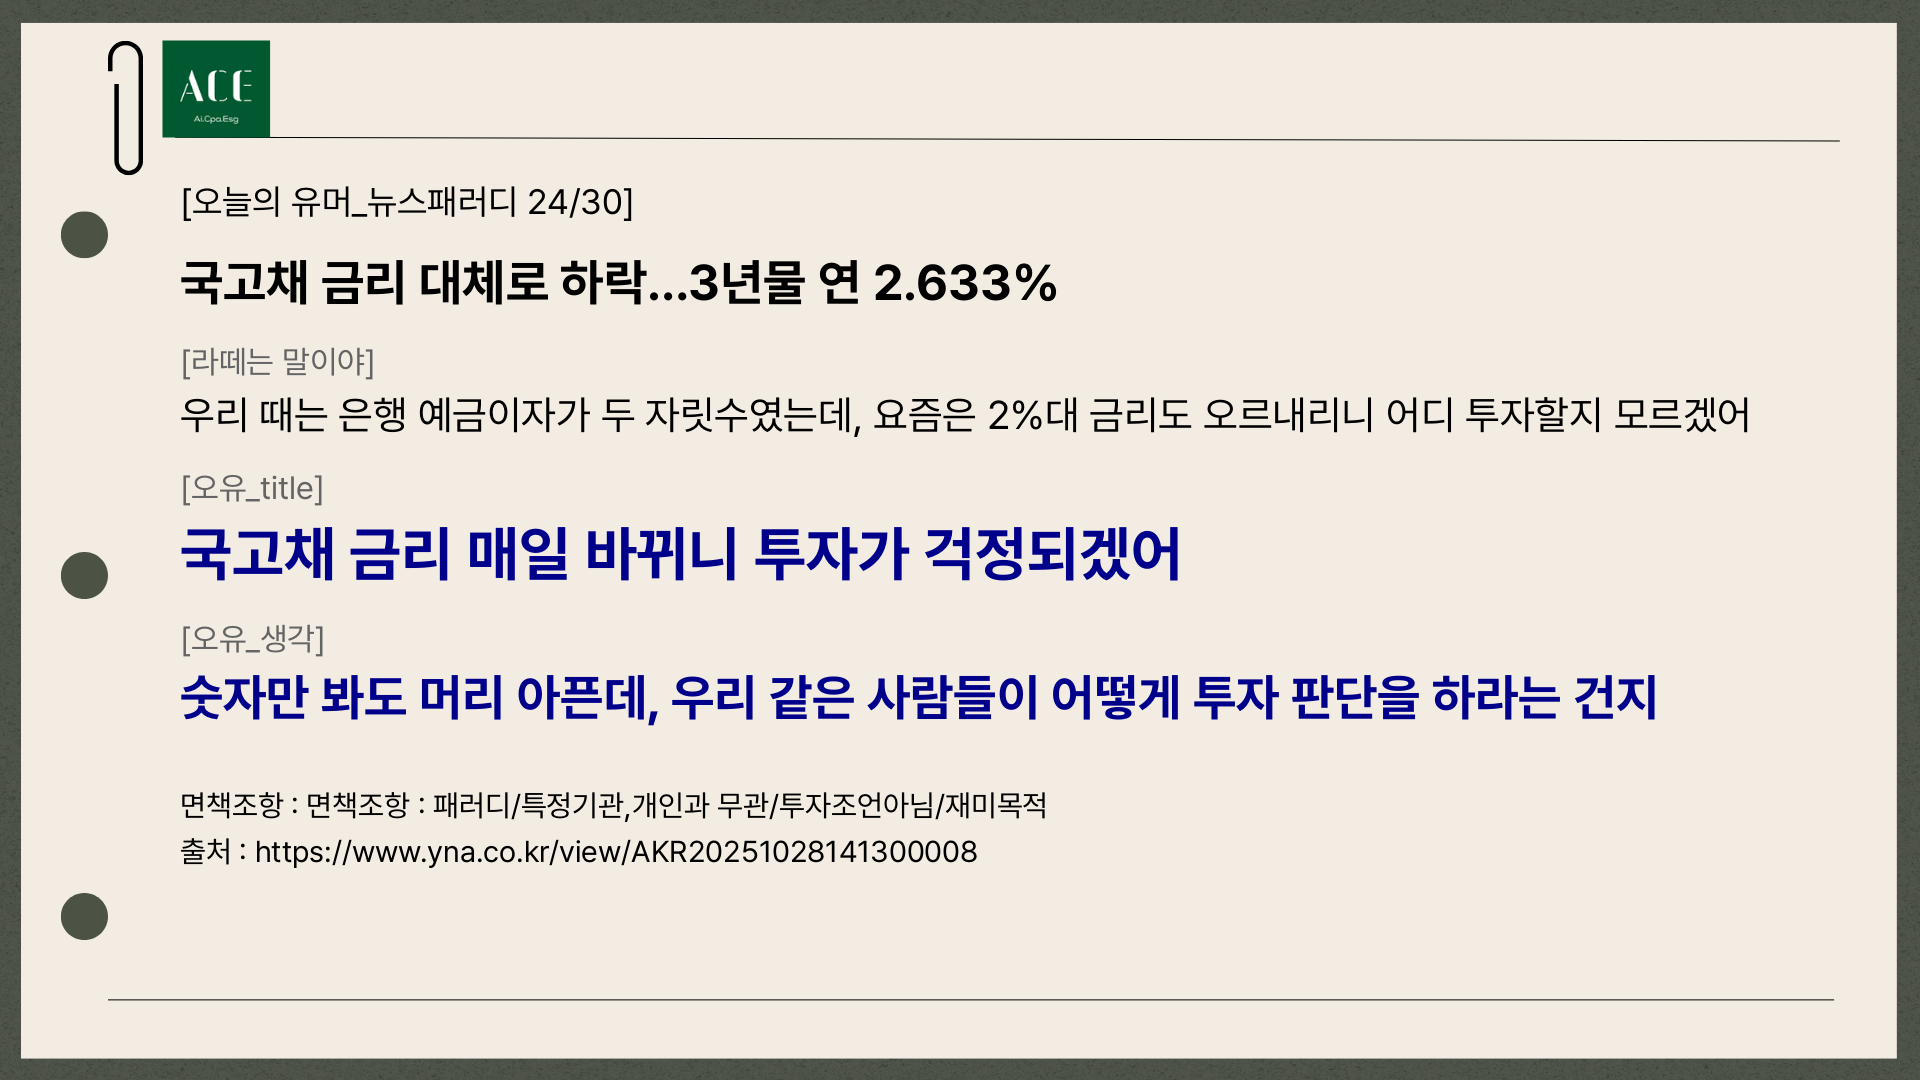 ACE
Ai.Cpa.Esg
[오늘의 유머_뉴스패러디 24/30]
국고채 금리 대체로 하락…3년물 연 2.633%
[라떼는 말이야]
우리 때는 은행 예금이자가 두 자릿수였는데, 요즘은 2%대 금리도 오르내리니 어디 투자할지 모르겠어
[오유_title]
국고채 금리 매일 바뀌니 투자가 걱정되겠어
[오유_생각]
숫자만 봐도 머리 아픈데, 우리 같은 사람들이 어떻게 투자 판단을 하라는 건지
면책조항 : 면책조항 : 패러디/특정기관,개인과 무관/투자조언아님/재미목적
출처 : https://www.yna.co.kr/view/AKR20251028141300008